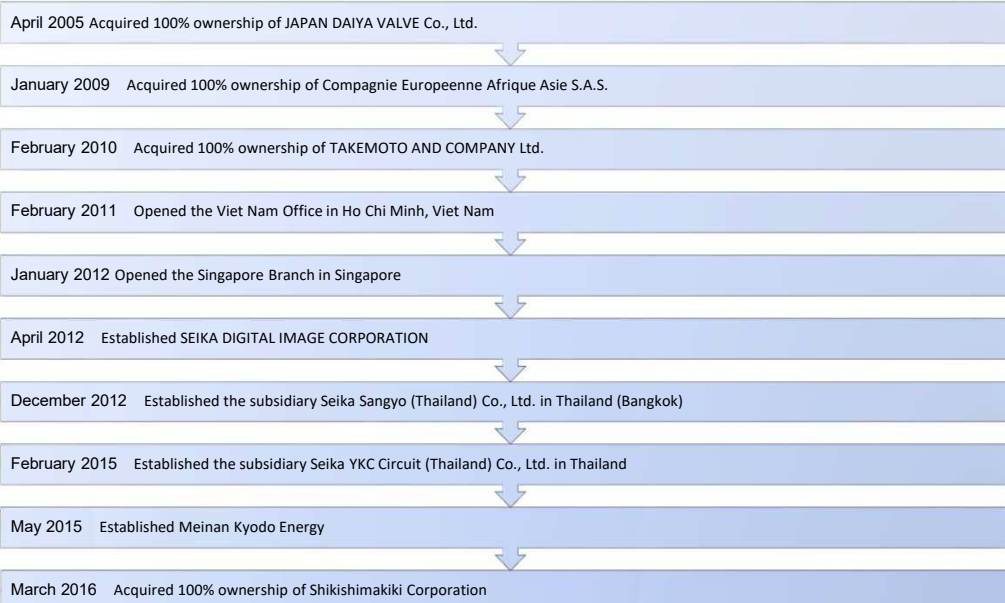 April 2005 Acquired 100% ownership of JAPAN DAIYA VALVE Co., Ltd.
January 2009 Acquired 100% ownership of Compagnie Europeenne Afrique Asie S.A.S.
February 2010 Acquired 100% ownership of TAKEMOTO AND COMPANY Ltd.
February 2011 Opened the Viet Nam Office in Ho Chi Minh, Viet Nam
January 2012 Opened the Singapore Branch in Singapore
April 2012 Established SEIKA DIGITAL IMAGE CORPORATION
December 2012 Established the subsidiary Seika Sangyo (Thailand) Co., Ltd. in Thailand (Bangkok)
February 2015 Established the subsidiary Seika YKC Circuit (Thailand) Co., Ltd. in Thailand
May 2015 Established Meinan Kyodo Energy
March 2016 Acquired 100% ownership of Shikishimakiki Corporation